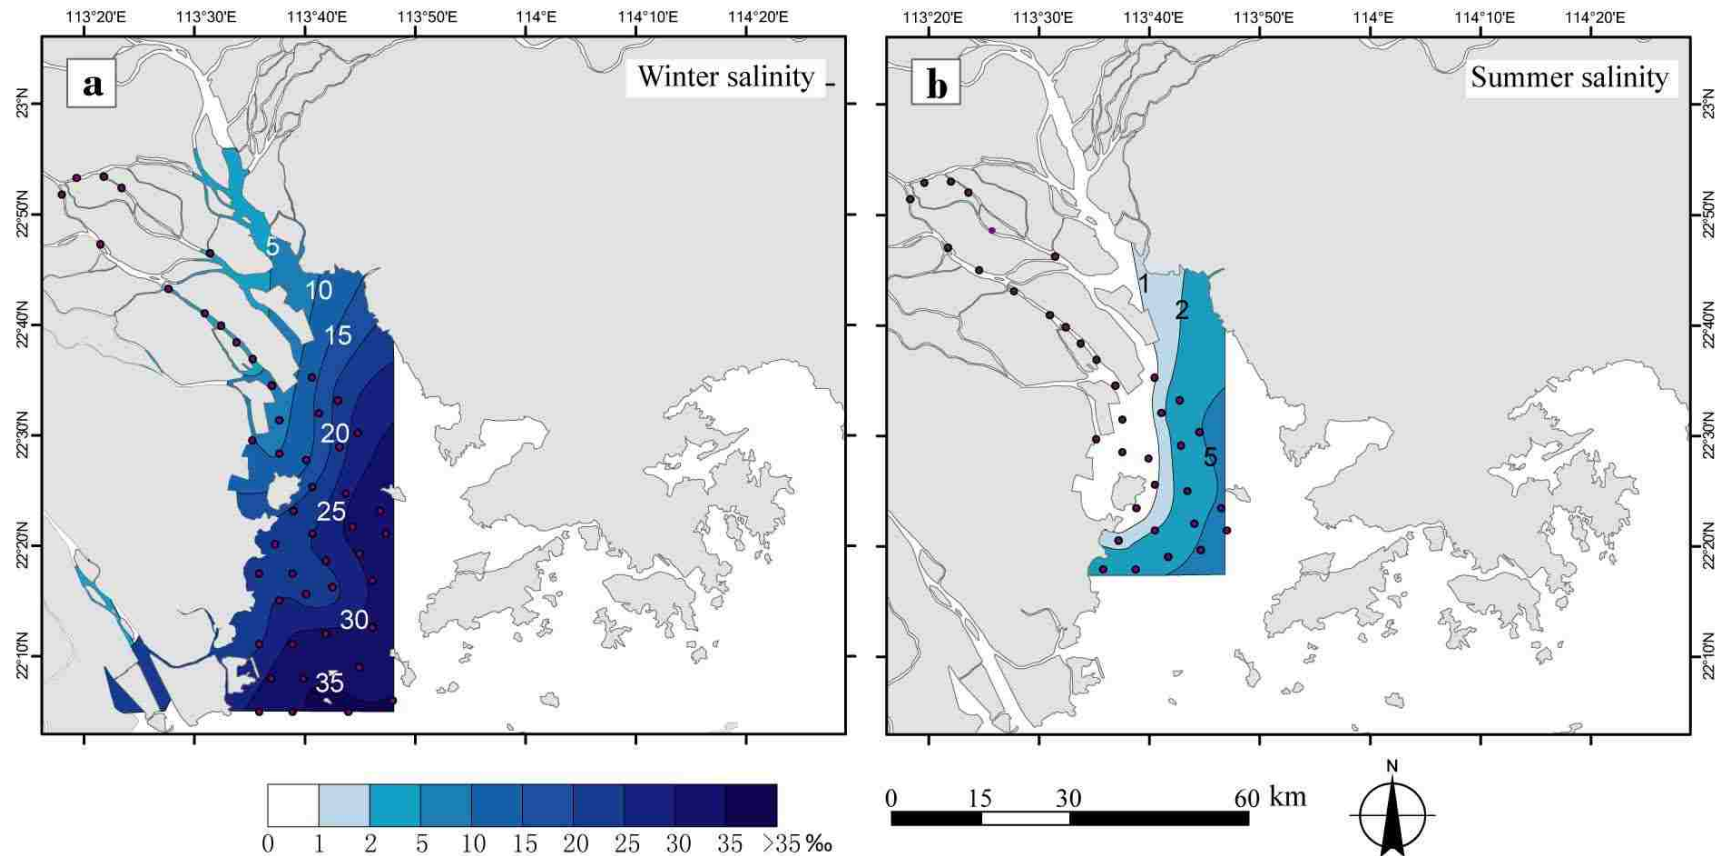 113°20'E 113°30'E 113°40'E 113°50'E 114°E 114°10'E 114°20'E
113°20'E 113°30'E 113°40'E 113°50'E 114°E 114°10'E 114°20'E
a
Winter salinity
b
Summer salinity
23°N
22°50'N
22°40'N
22°30'N
22°20'N
22°10'N
5
10
15
20
25
30
35
1
2
5
23°N
22°50'N
22°40'N
22°30'N
22°20'N
22°10'N
0 1 2 5 10 15 20 25 30 35 >35 ‰
0 15 30 60 km
N